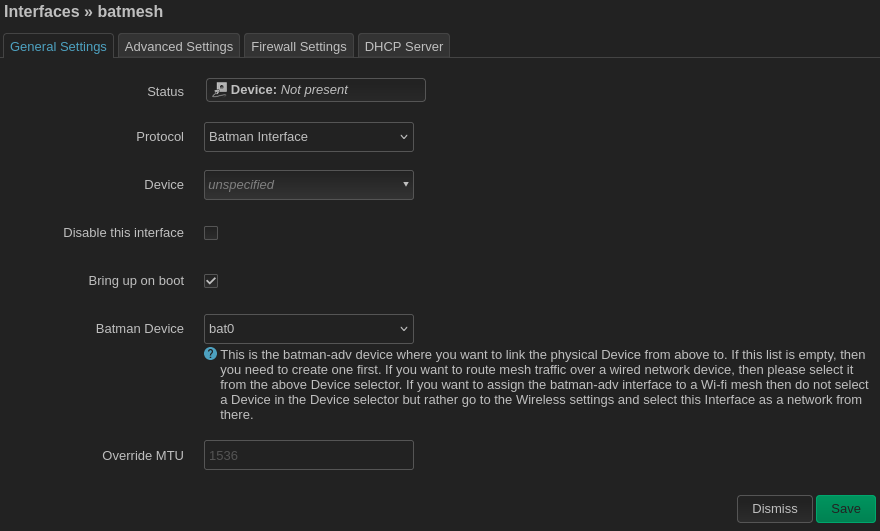 Interfaces » batmesh
General Settings
Advanced Settings
Firewall Settings
DHCP Server
Status
Device: Not present
Protocol
Batman Interface
Device
unspecified
Disable this interface
Bring up on boot
Batman Device
bat0
This is the batman-adv device where you want to link the physical Device from above to. If this list is empty, then
you need to create one first. If you want to route mesh traffic over a wired network device, then please select it
from the above Device selector. If you want to assign the batman-adv interface to a Wi-fi mesh then do not select
a Device in the Device selector but rather go to the Wireless settings and select this Interface as a network from
there.
Override MTU
1536
Dismiss
Save